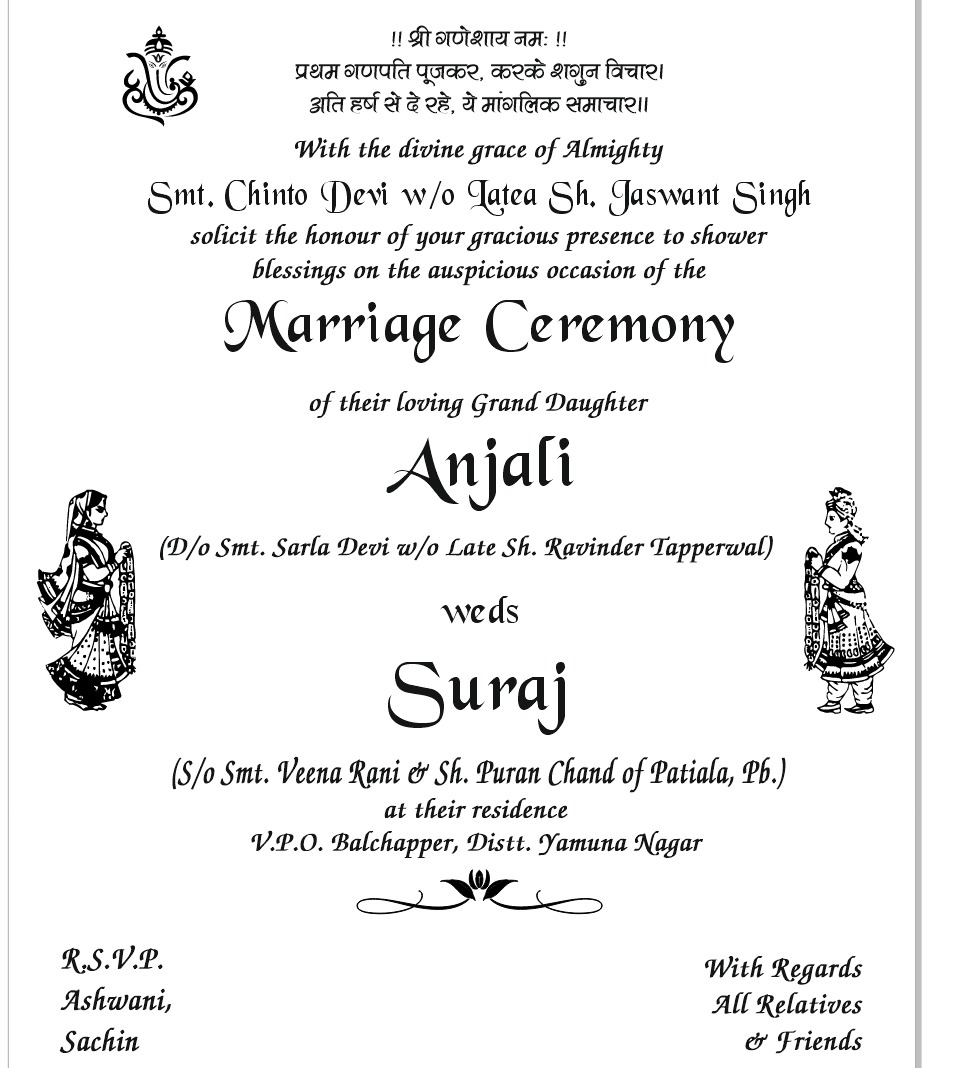 !! श्री गणेशाय नमः !!
प्रथम गणपति पूजकर, करके शगुन विचार।
अति हर्ष से दे रहे, ये मांगलिक समाचार।।
With the divine grace of Almighty
Smt. Chinto Devi w/o Latea Sh. Jaswant Singh
solicit the honour of your gracious presence to shower
blessings on the auspicious occasion of the
Marriage Ceremony
of their loving Grand Daughter
Anjali
(D/o Smt. Sarla Devi w/o Late Sh. Ravinder Tapperwal)
weds
Suraj
(S/o Smt. Veena Rani & Sh. Puran Chand of Patiala, Pb.)
at their residence
V.P.O. Balchapper, Distt. Yamuna Nagar
R.S.V.P.
Ashwani,
Sachin
With Regards
All Relatives
& Friends